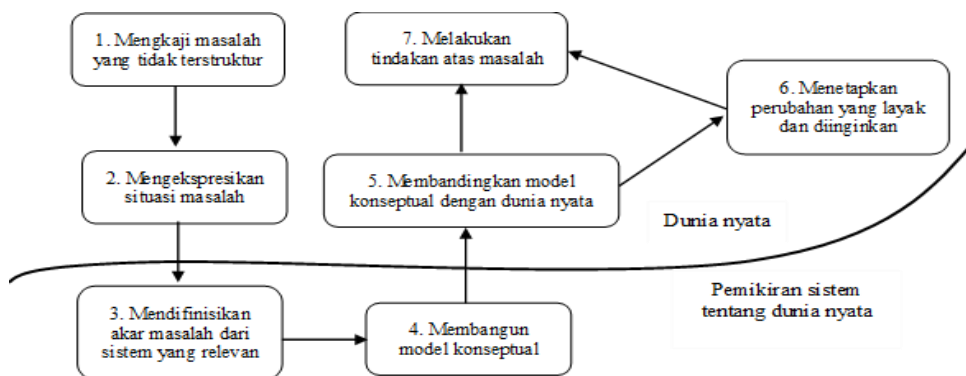 1. Mengkaji masalah
yang tidak terstruktur
7. Melakukan
tindakan atas masalah
6. Menetapkan
perubahan yang layak
dan diinginkan
2. Mengekspresikan
situasi masalah
5. Membandingkan model
konseptual dengan dunia nyata
Dunia nyata
Pemikiran sistem
tentang dunia nyata
3. Mendifinisikan
akar masalah dari
sistem yang relevan
4. Membangun
model konseptual